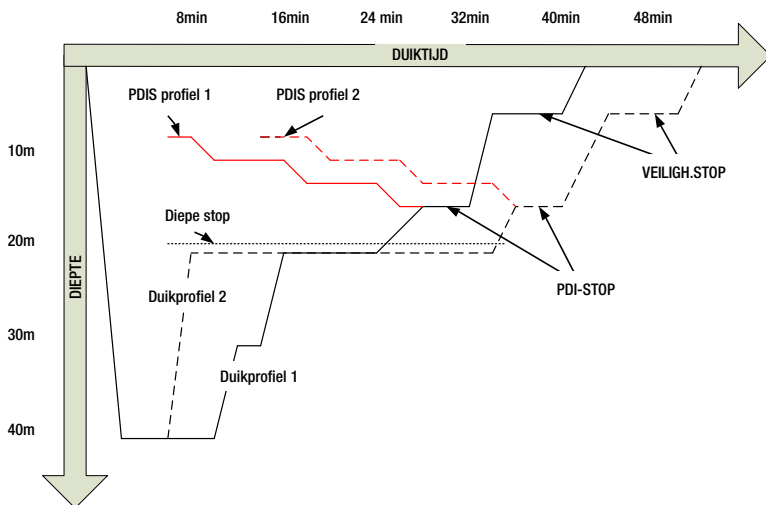 8min 16min 24 min 32min 40min 48min
DUIKTIJD
PDIS profiel 1 PDIS profiel 2
10m
VEILIGH.STOP
Diepe stop
20m
DIEPTE
PDI-STOP
Duikprofiel 2
30m
Duikprofiel 1
40m